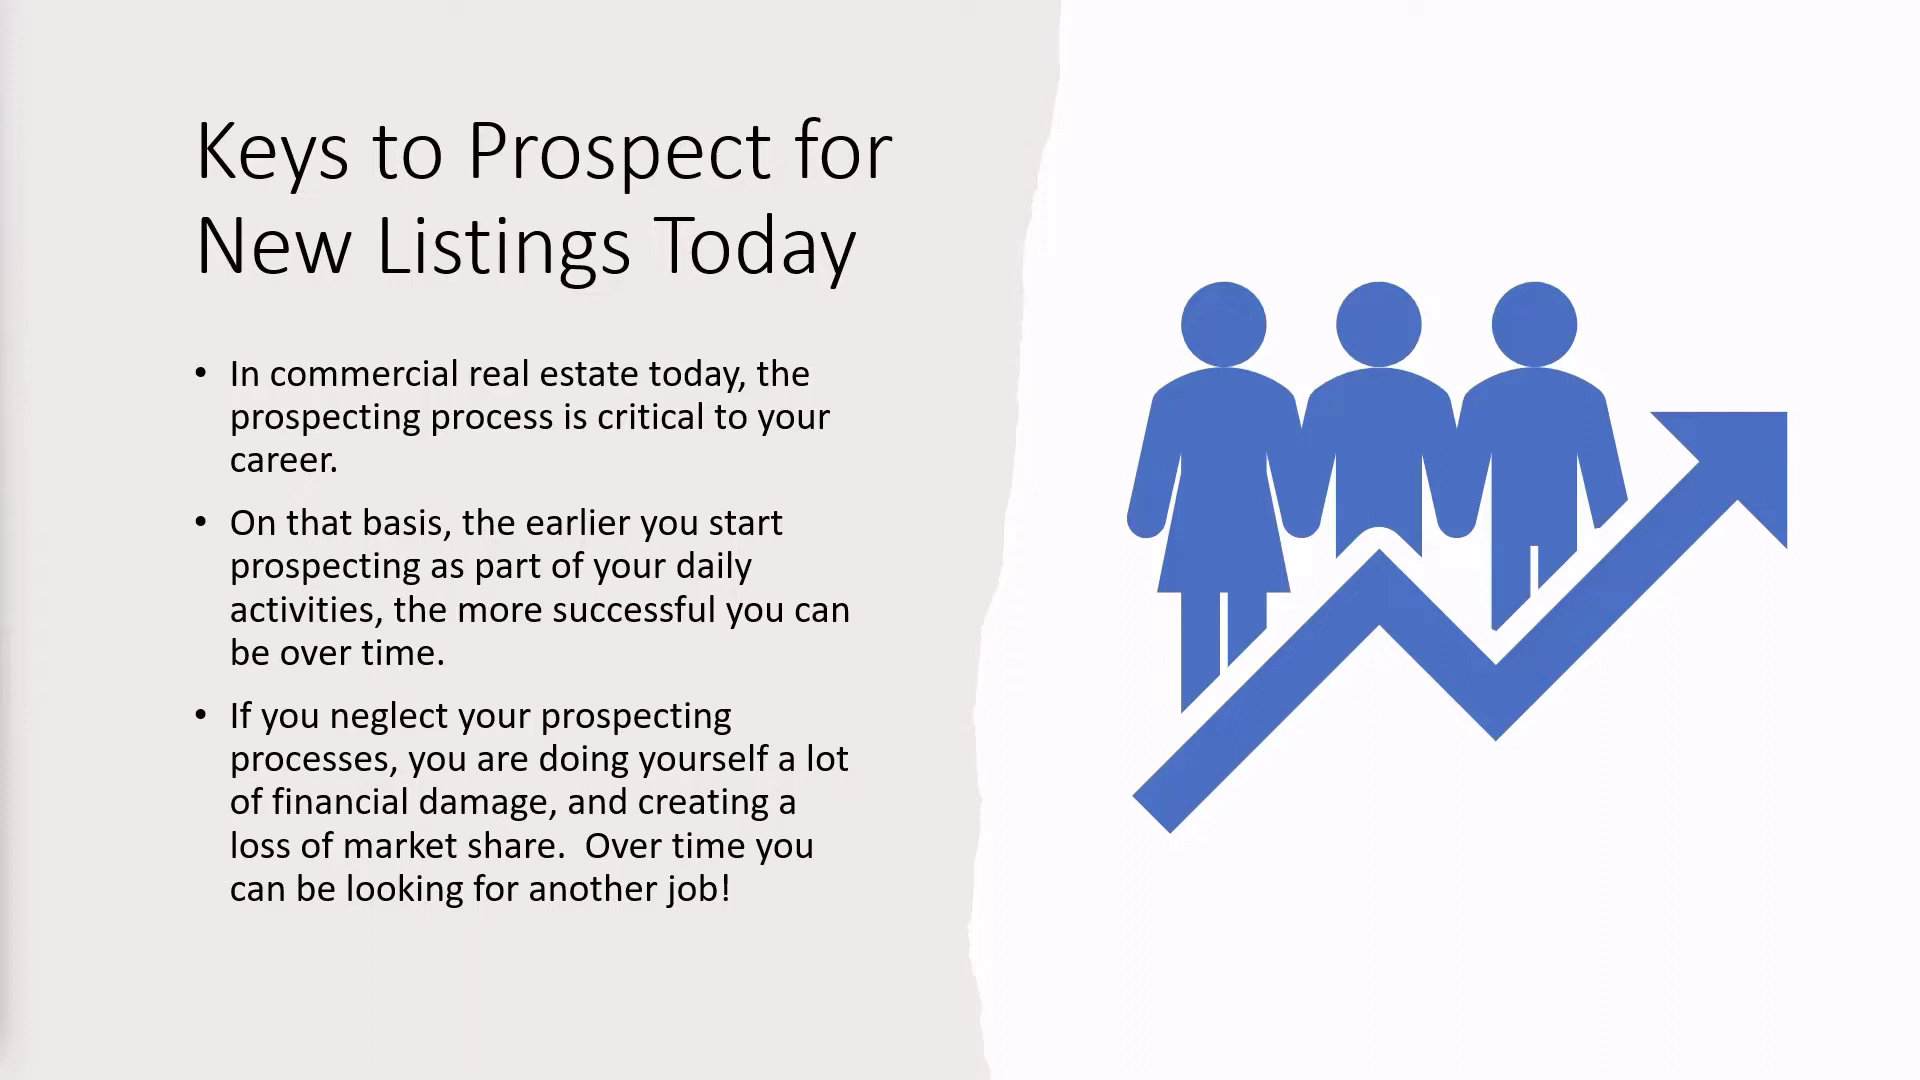 Keys to Prospect for
New Listings Today
• In commercial real estate today, the
prospecting process is critical to your
career.
• On that basis, the earlier you start
prospecting as part of your daily
activities, the more successful you can
be over time.
• If you neglect your prospecting
processes, you are doing yourself a lot
of financial damage, and creating a
loss of market share.  Over time you
can be looking for another job!